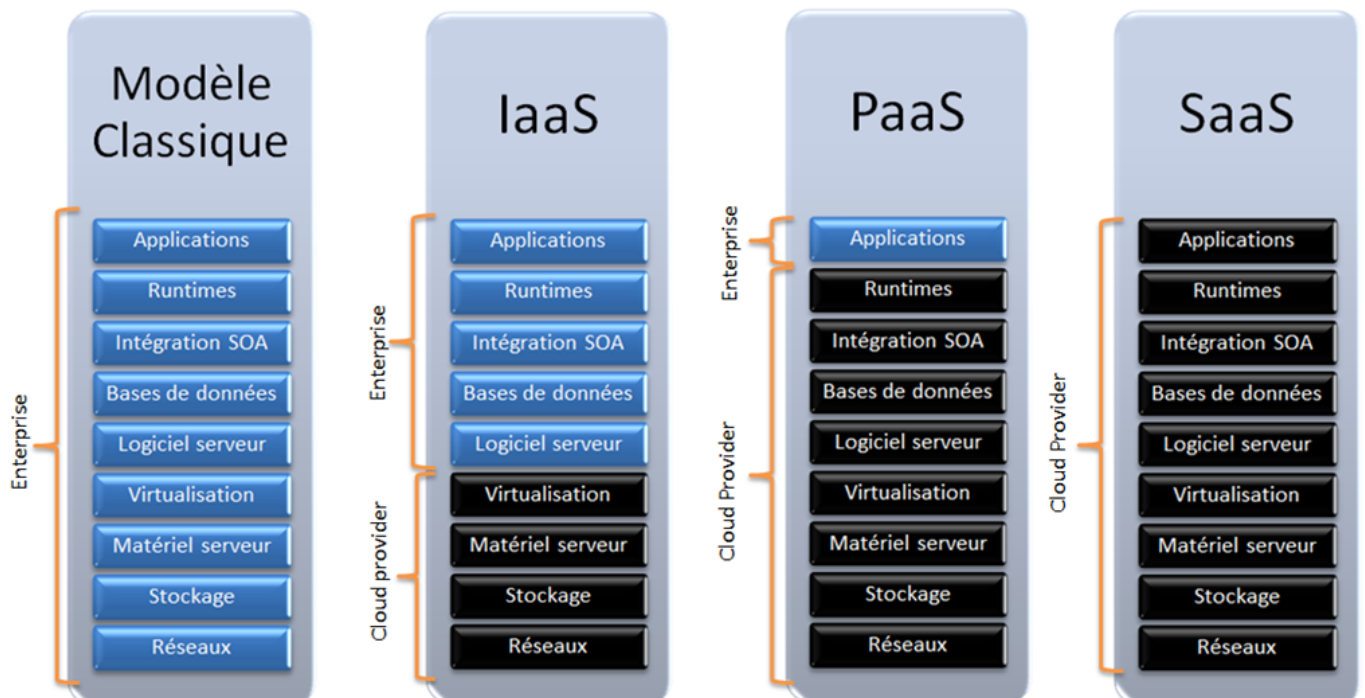 Modèle
Classique
Enterprise
Applications
Runtimes
Intégration SOA
Bases de données
Logiciel serveur
Virtualisation
Matériel serveur
Stockage
Réseaux
IaaS
Enterprise
Cloud provider
Applications
Runtimes
Intégration SOA
Bases de données
Logiciel serveur
Virtualisation
Matériel serveur
Stockage
Réseaux
PaaS
Enterprise
Cloud Provider
Applications
Runtimes
Intégration SOA
Bases de données
Logiciel serveur
Virtualisation
Matériel serveur
Stockage
Réseaux
SaaS
Cloud Provider
Applications
Runtimes
Intégration SOA
Bases de données
Logiciel serveur
Virtualisation
Matériel serveur
Stockage
Réseaux